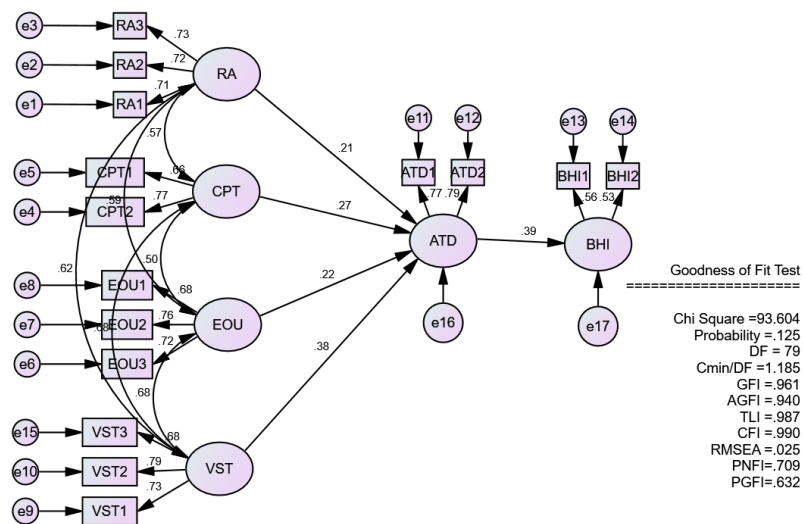 e3
RA3
.73
e2
RA2
.72
RA
e1
RA1
.71
.57
e11
e12
e13
e14
.21
e5
CPT1
.66
ATD1
ATD2
BHI1
BHI2
CPT
.77
.79
.56
.53
e4
CPT2
.77
.59
.27
ATD
.39
BHI
.62
.50
.22
Goodness of Fit Test
=====================
e8
EOU1
.68
e7
EOU2
.76
EOU
.68
e16
e17
e6
EOU3
.72
.38
Chi Square =93.604
Probability =.125
DF = 79
Cmin/DF =1.185
GFI =.961
AGFI =.940
TLI =.987
CFI =.990
RMSEA =.025
PNFI=.709
PGFI=.632
.68
e15
VST3
.68
e10
VST2
.79
VST
e9
VST1
.73